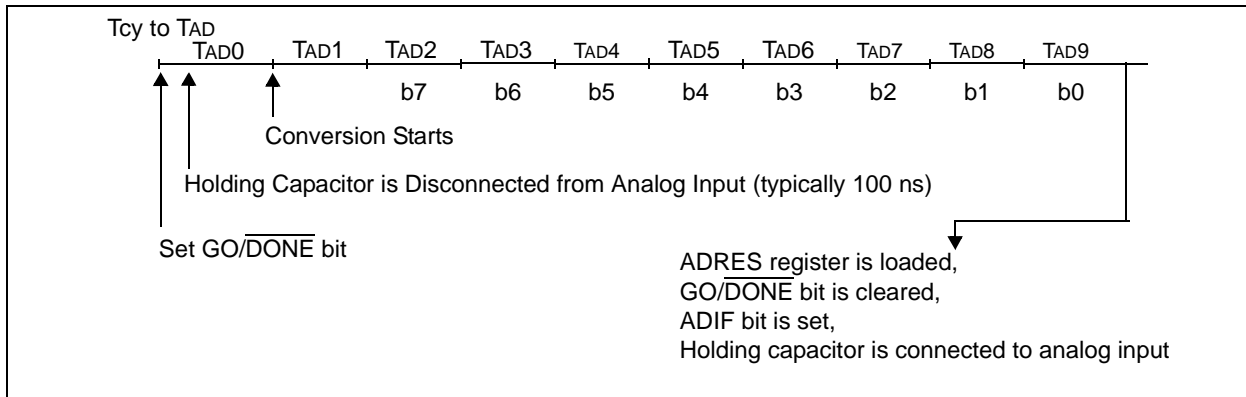 Tcy to TAD
TAD0 TAD1 TAD2 TAD3 TAD4 TAD5 TAD6 TAD7 TAD8 TAD9
b7 b6 b5 b4 b3 b2 b1 b0
Conversion Starts
Holding Capacitor is Disconnected from Analog Input (typically 100 ns)
Set GO/DONE bit
ADRES register is loaded,
GO/DONE bit is cleared,
ADIF bit is set,
Holding capacitor is connected to analog input